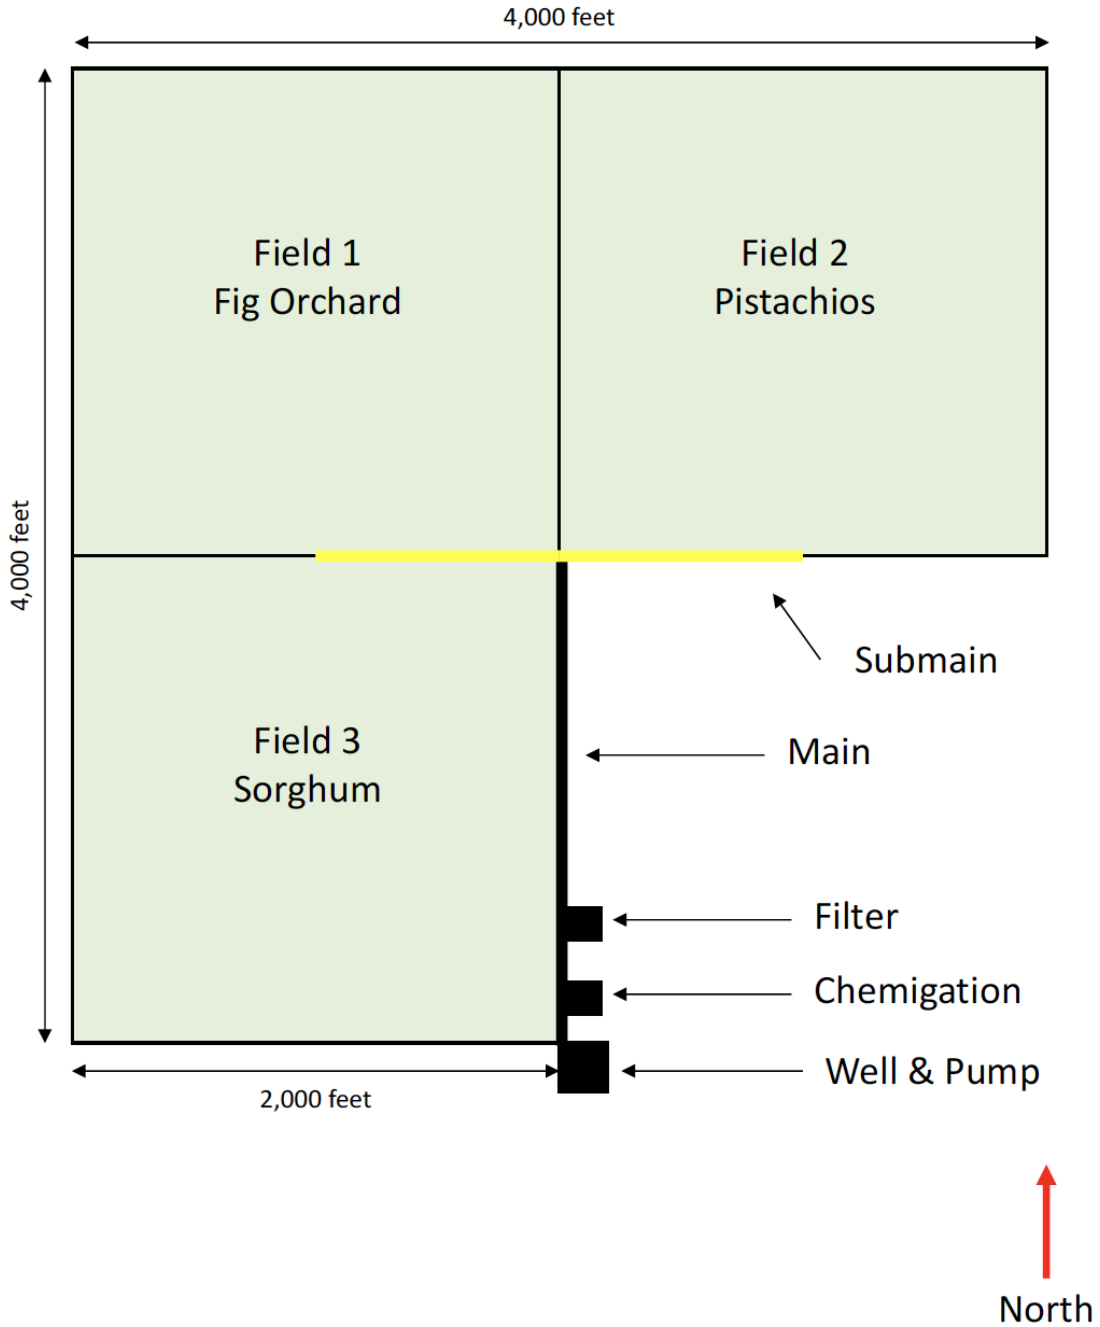 4,000 feet
Field 1
Fig Orchard
Field 2
Pistachios
4,000 feet
Submain
Field 3
Sorghum
Main
Filter
Chemigation
Well & Pump
2,000 feet
North